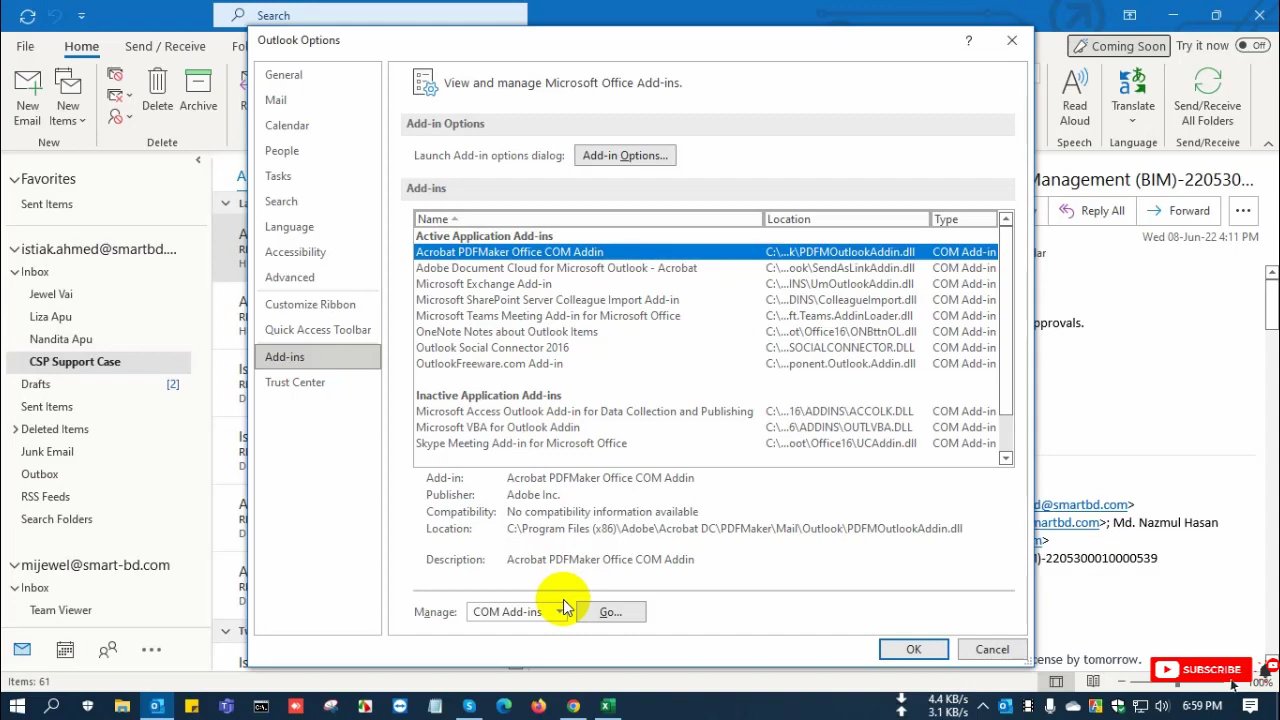 Search
File
Home
Send / Receive
Fo
Outlook Options
?
Coming Soon
Try it now
Off
New
Email
New
Items
Delete
Archive
Delete
New
Read
Aloud
Translate
Send/Receive
All Folders
Speech
Language
Send/Receive
General
Mail
Calendar
People
Tasks
Search
Language
Accessibility
Advanced
Customize Ribbon
Quick Access Toolbar
Add-ins
Trust Center
View and manage Microsoft Office Add-ins.
Add-in Options
Launch Add-in options dialog:
Add-in Options...
Add-ins
Name
Location
Type
Active Application Add-ins
Acrobat PDFMaker Office COM Addin C:\...k\PDFMOutlookAddin.dll COM Add-in
Adobe Document Cloud for Microsoft Outlook - Acrobat C:\...ook\SendAsLinkAddin.dll COM Add-in
Microsoft Exchange Add-in C:\...INS\UmOutlookAddin.dll COM Add-in
Microsoft SharePoint Server Colleague Import Add-in C:\...DINS\ColleagueImport.dll COM Add-in
Microsoft Teams Meeting Add-in for Microsoft Office C:\...ft.Teams.AddinLoader.dll COM Add-in
OneNote Notes about Outlook Items C:\...ot\Office16\ONBttnOL.dll COM Add-in
Outlook Social Connector 2016 C:\...SOCIALCONNECTOR.DLL COM Add-in
OutlookFreeware.com Add-in C:\...ponent.Outlook.Addin.dll COM Add-in
Inactive Application Add-ins
Microsoft Access Outlook Add-in for Data Collection and Publishing C:\...16\ADDINS\ACCOLK.DLL COM Add-in
Microsoft VBA for Outlook Addin C:\...6\ADDINS\OUTLVBA.DLL COM Add-in
Skype Meeting Add-in for Microsoft Office C:\...oot\Office16\UCAddin.dll COM Add-in
Add-in: Acrobat PDFMaker Office COM Addin
Publisher: Adobe Inc.
Compatibility: No compatibility information available
Location: C:\Program Files (x86)\Adobe\Acrobat DC\PDFMaker\Mail\Outlook\PDFMOutlookAddin.dll
Description: Acrobat PDFMaker Office COM Addin
Manage: COM Add-ins Go...
OK
Cancel
Favorites
Sent Items
istiak.ahmed@smartbd....
Inbox
Jewel Vai
Liza Apu
Nandita Apu
CSP Support Case
Drafts [2]
Sent Items
Deleted Items
Junk Email
Outbox
RSS Feeds
Search Folders
mijewel@smart-bd.com
Inbox
Team Viewer
Management (BIM)-220530...
Reply All
Forward
Wed 08-Jun-22 4:11 PM
dar
pprovals.
d@smartbd.com>
martbd.com>; Md. Nazmul Hasan
m>
)-2205300010000539
ense by tomorrow.
SUBSCRIBE
Items: 61
100%
4.4 KB/s
3.1 KB/s
6:59 PM